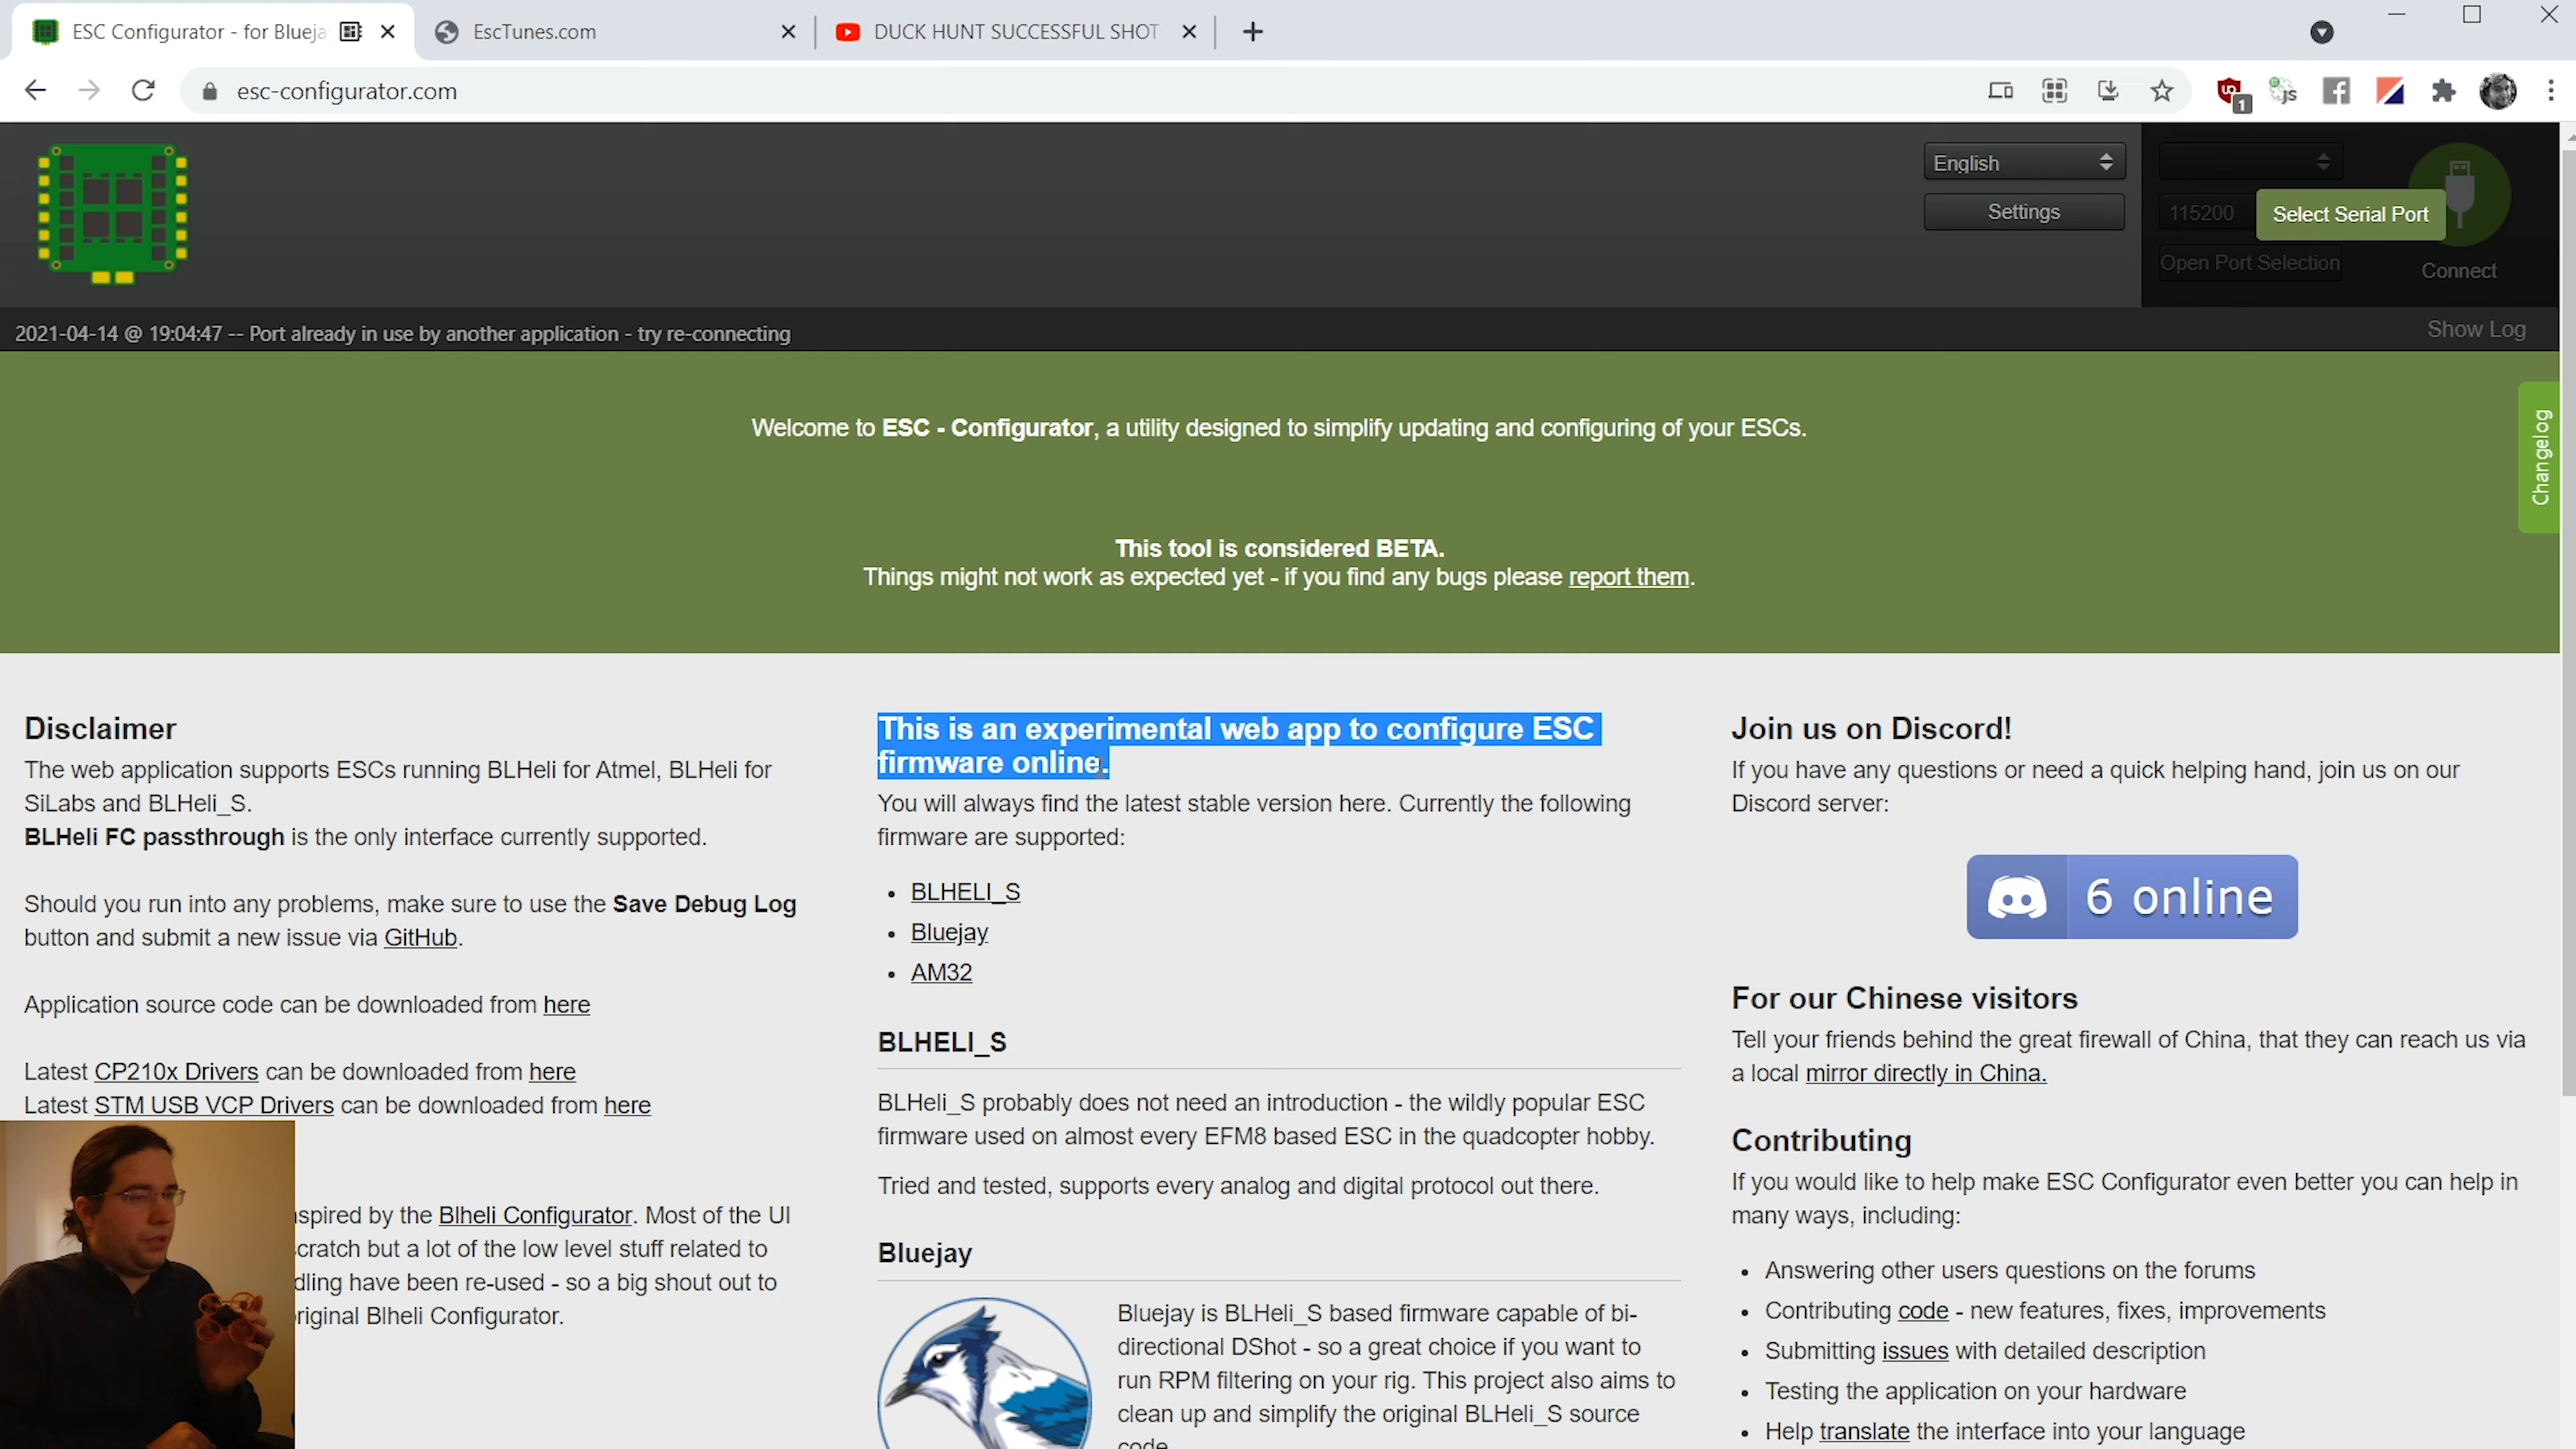 ESC Configurator - for Blueja
EscTunes.com
DUCK HUNT SUCCESSFUL SHOT
esc-configurator.com
1
JS
English
Settings
115200
Select Serial Port
Open Port Selection
Connect
2021-04-14 @ 19:04:47 -- Port already in use by another application - try re-connecting
Show Log
Changelog
Welcome to ESC - Configurator, a utility designed to simplify updating and configuring of your ESCs.
This tool is considered BETA.
Things might not work as expected yet - if you find any bugs please report them.
Disclaimer
The web application supports ESCs running BLHeli for Atmel, BLHeli for
SiLabs and BLHeli_S.
BLHeli FC passthrough is the only interface currently supported.
Should you run into any problems, make sure to use the Save Debug Log
button and submit a new issue via GitHub.
Application source code can be downloaded from here
Latest CP210x Drivers can be downloaded from here
Latest STM USB VCP Drivers can be downloaded from here
spired by the Blheli Configurator. Most of the UI
cratch but a lot of the low level stuff related to
dling have been re-used - so a big shout out to
riginal Blheli Configurator.
This is an experimental web app to configure ESC
firmware online.
You will always find the latest stable version here. Currently the following
firmware are supported:
• BLHELI_S
• Bluejay
• AM32
BLHELI_S
BLHeli_S probably does not need an introduction - the wildly popular ESC
firmware used on almost every EFM8 based ESC in the quadcopter hobby.
Tried and tested, supports every analog and digital protocol out there.
Bluejay
Bluejay is BLHeli_S based firmware capable of bi-
directional DShot - so a great choice if you want to
run RPM filtering on your rig. This project also aims to
clean up and simplify the original BLHeli_S source
code
Join us on Discord!
If you have any questions or need a quick helping hand, join us on our
Discord server:
6 online
For our Chinese visitors
Tell your friends behind the great firewall of China, that they can reach us via
a local mirror directly in China.
Contributing
If you would like to help make ESC Configurator even better you can help in
many ways, including:
• Answering other users questions on the forums
• Contributing code - new features, fixes, improvements
• Submitting issues with detailed description
• Testing the application on your hardware
• Help translate the interface into your language